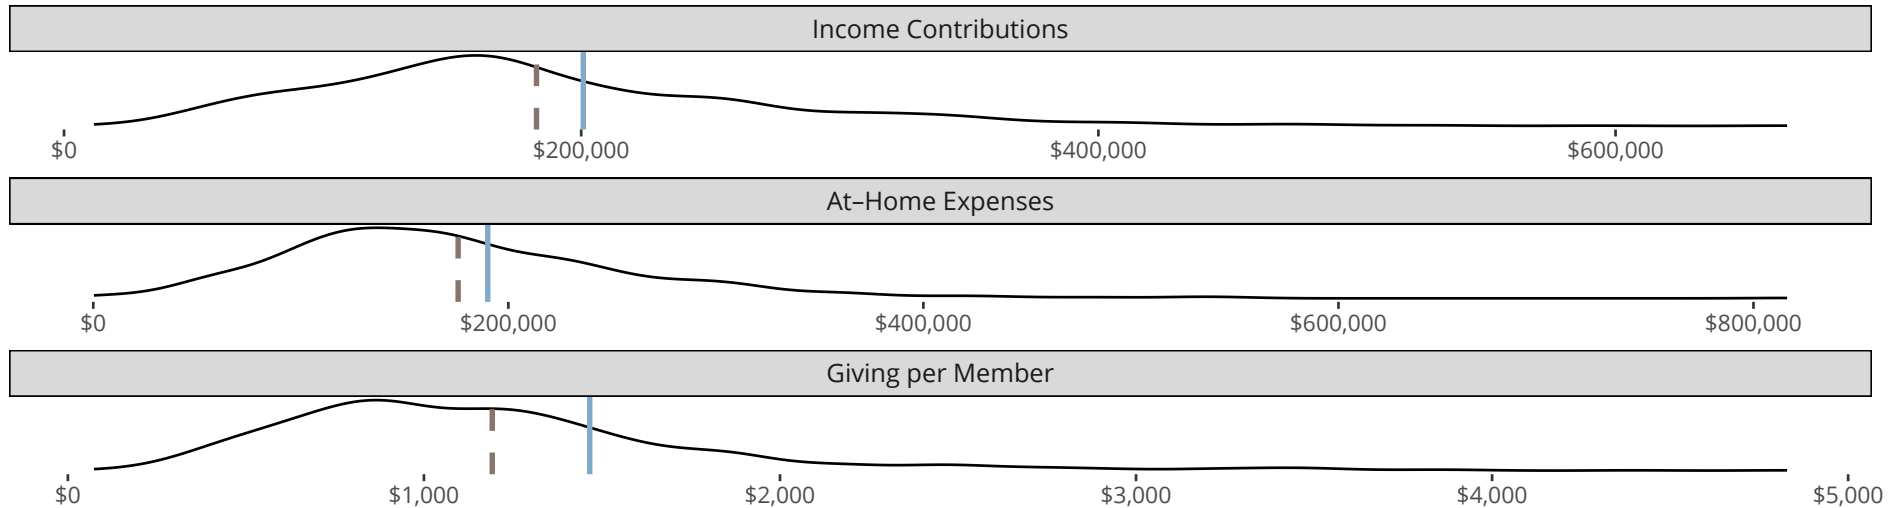 Income Contributions
$0 $200,000 $400,000 $600,000
At–Home Expenses
$0 $200,000 $400,000 $600,000 $800,000
Giving per Member
$0 $1,000 $2,000 $3,000 $4,000 $5,000